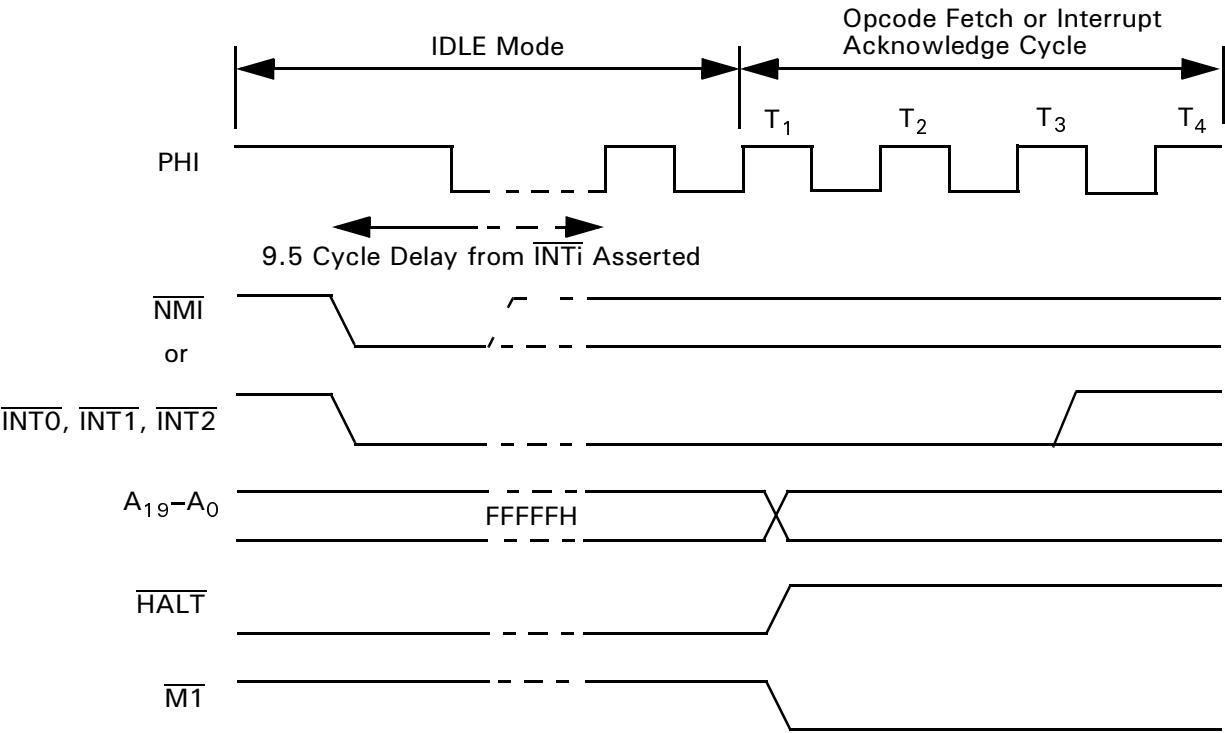 Opcode Fetch or Interrupt
IDLE Mode
Acknowledge Cycle
T1 T2 T3 T4
PHI
9.5 Cycle Delay from INTi Asserted
NMI
or
INT0, INT1, INT2
A19–A0
FFFFFH
HALT
M1